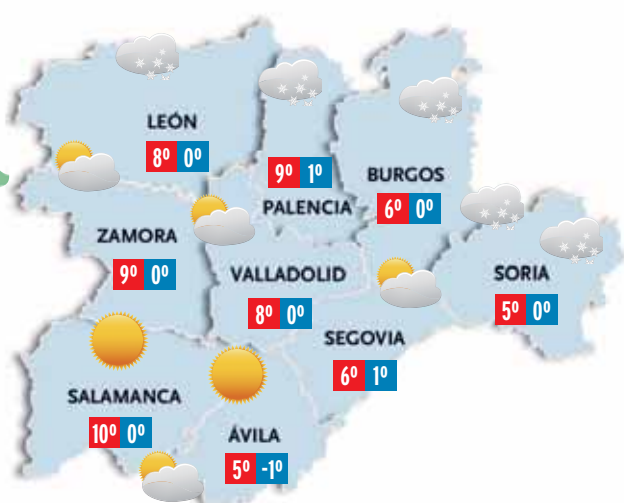 LEÓN
8º 0º
9º 1º
PALENCIA
BURGOS
6º 0º
ZAMORA
9º 0º
VALLADOLID
8º 0º
SORIA
5º 0º
SEGOVIA
6º 1º
SALAMANCA
10º 0º
ÁVILA
5º -1º